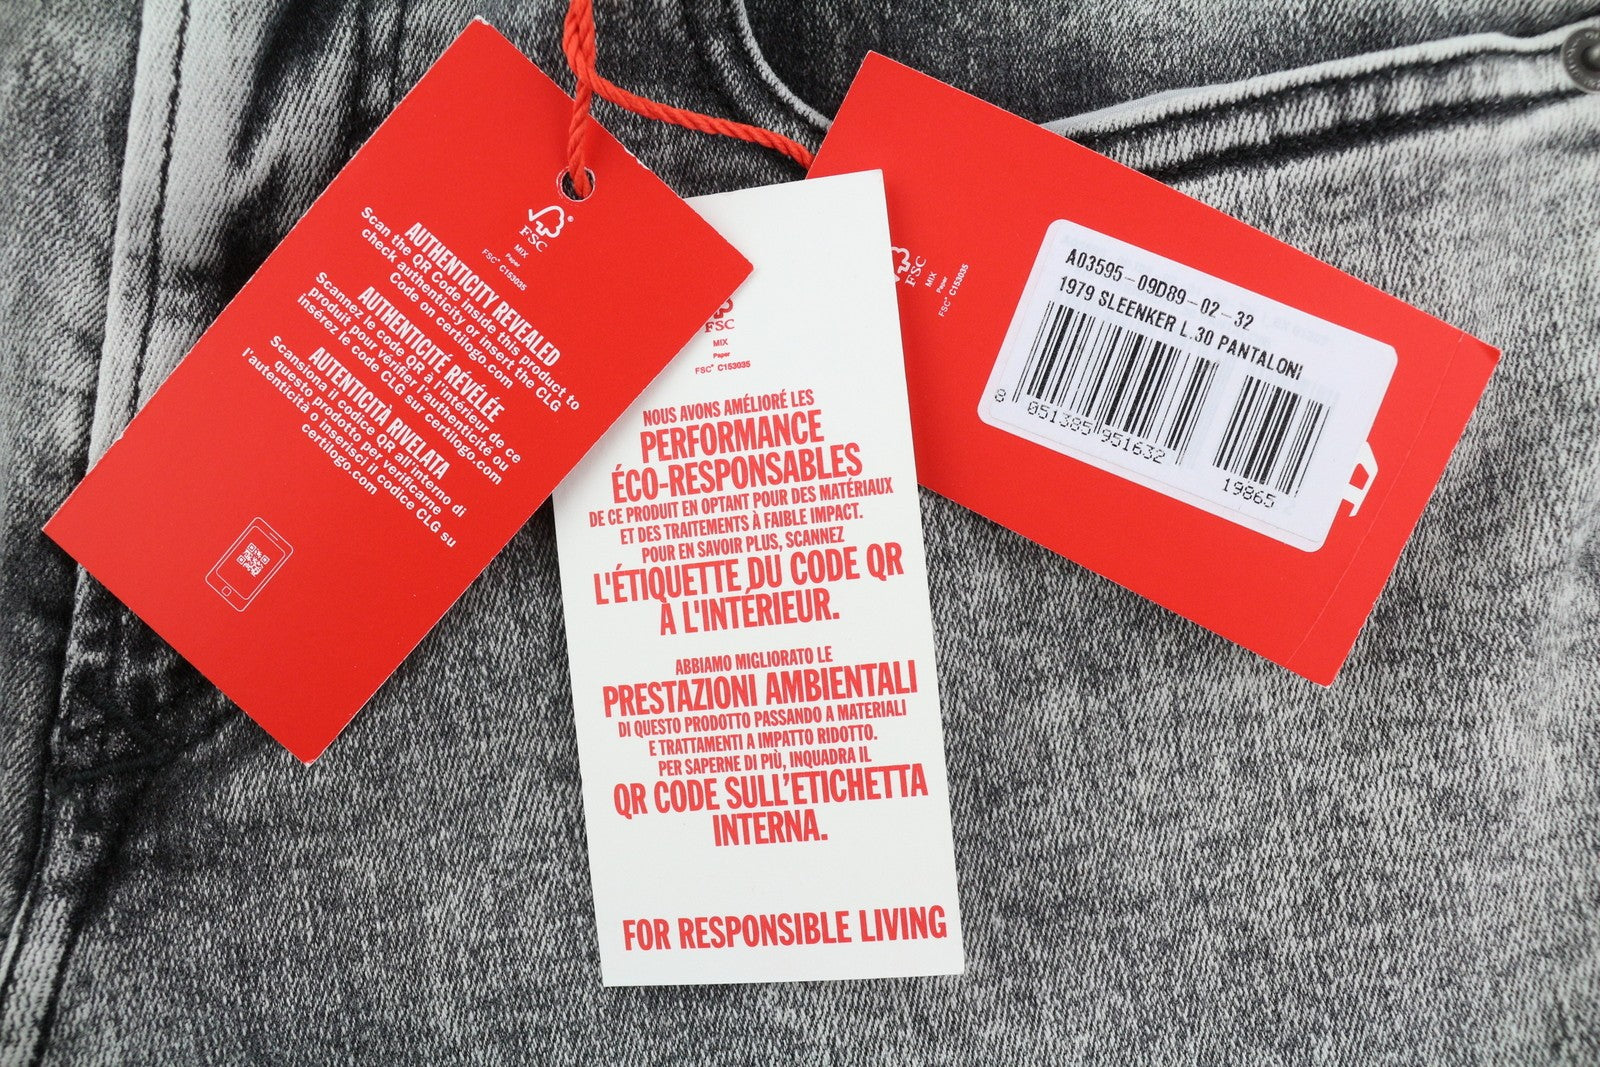 FSC®
MIX
Paper
FSC® C153035
AUTHENTICITY REVEALED
Scan the QR Code inside this product to
check authenticity or insert the CLG
Code on certilogo.com
AUTHENTICITÉ RÉVÉLÉE
Scannez le code QR à l'intérieur de ce
produit pour vérifier l'authenticité ou
insérez le code CLG sur certilogo.com
AUTENTICITÀ RIVELATA
Scansiona il codice QR all'interno di
questo prodotto per verificarne
l'autenticità o inserisci il codice CLG su
certilogo.com
FSC
MIX
Paper
FSC® C153035
NOUS AVONS AMÉLIORÉ LES
PERFORMANCE
ÉCO-RESPONSABLES
DE CE PRODUIT EN OPTANT POUR DES MATÉRIAUX
ET DES TRAITEMENTS À FAIBLE IMPACT.
POUR EN SAVOIR PLUS, SCANNEZ
L'ÉTIQUETTE DU CODE QR
À L'INTÉRIEUR.
ABBIAMO MIGLIORATO LE
PRESTAZIONI AMBIENTALI
DI QUESTO PRODOTTO PASSANDO A MATERIALI
E TRATTAMENTI A IMPATTO RIDOTTO.
PER SAPERNE DI PIÙ, INQUADRA IL
QR CODE SULL'ETICHETTA
INTERNA.
FOR RESPONSIBLE LIVING
FSC
MIX
Paper
FSC® C153035
A03595-09D89-02-32
1979 SLEENKER L.30 PANTALONI
8 051385 951632
19865